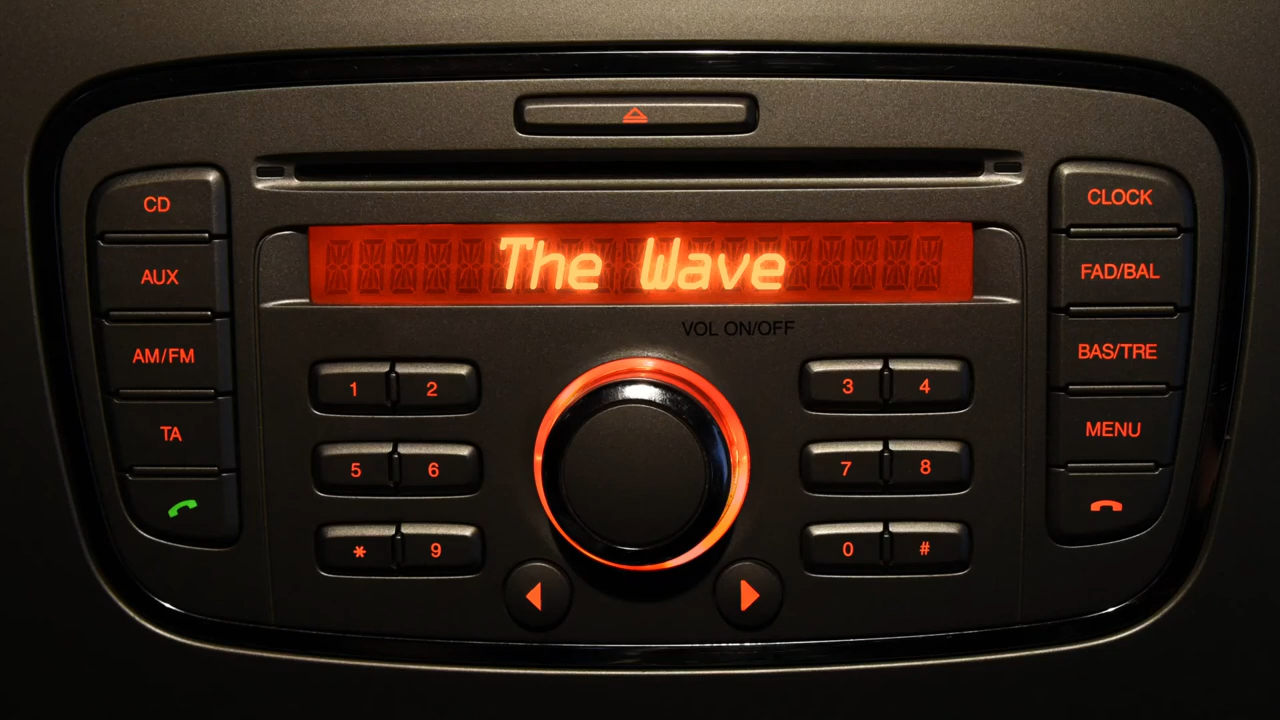 CD
CLOCK
The Wave
AUX
FAD/BAL
VOL ON/OFF
AM/FM
BAS/TRE
1 2
3 4
TA
MENU
5 6
7 8
* 9
0 #